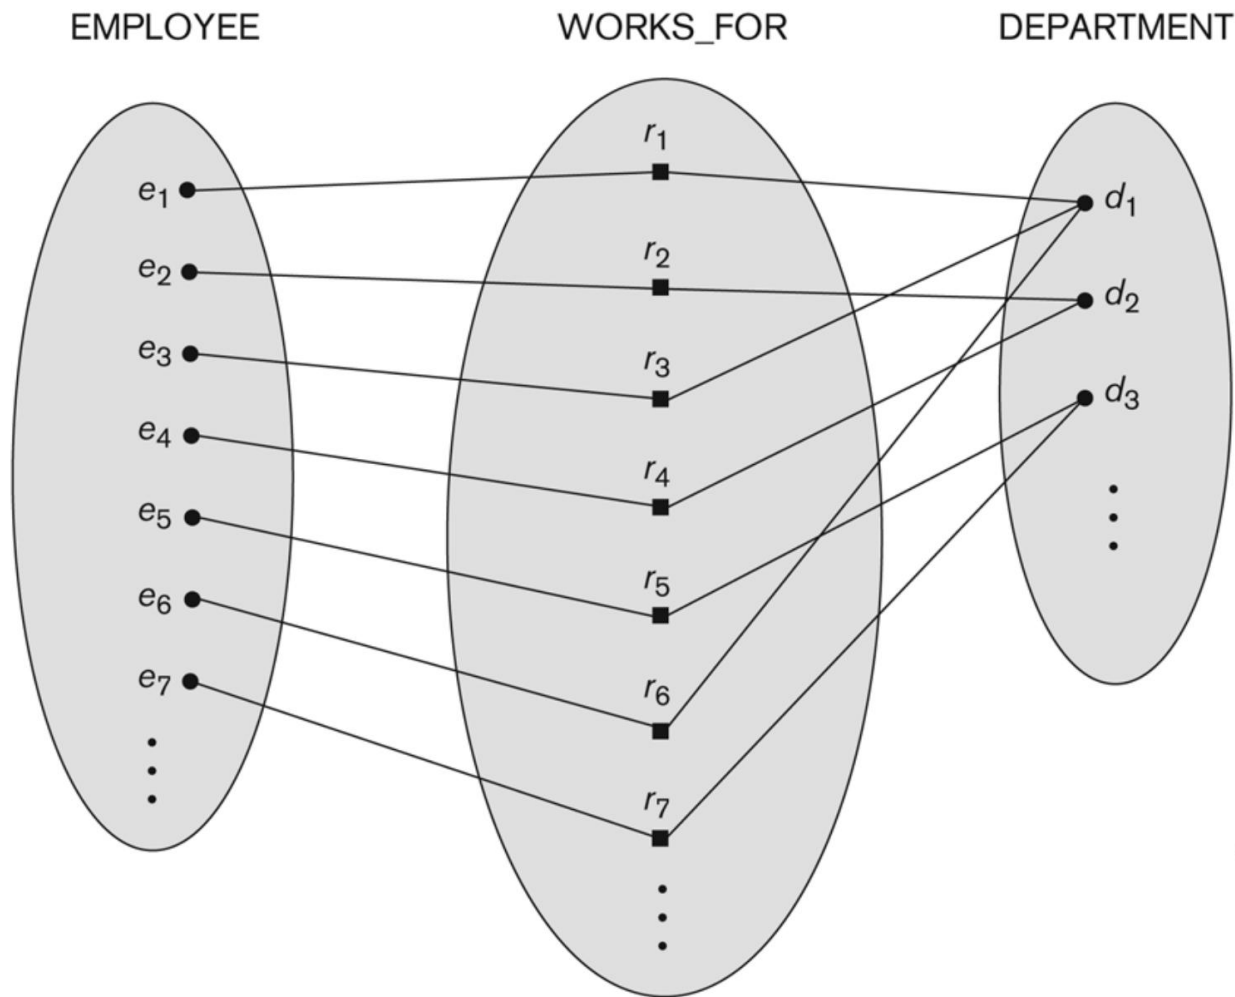 EMPLOYEE WORKS_FOR DEPARTMENT
r₁
e₁ d₁
r₂
e₂ d₂
e₃ r₃
d₃
e₄ r₄
e₅
r₅
e₆
r₆
e₇
r₇